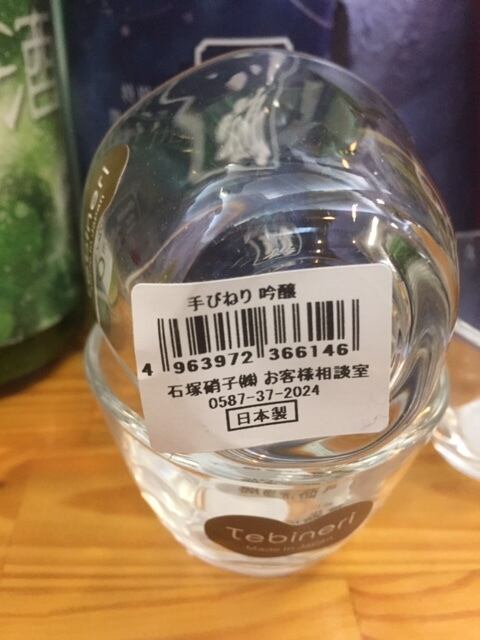 酒
手びねり 吟醸
4 963972 366146
石塚硝子㈱ お客様相談室
0587-37-2024
日本製
Tebineri
Made in Japan